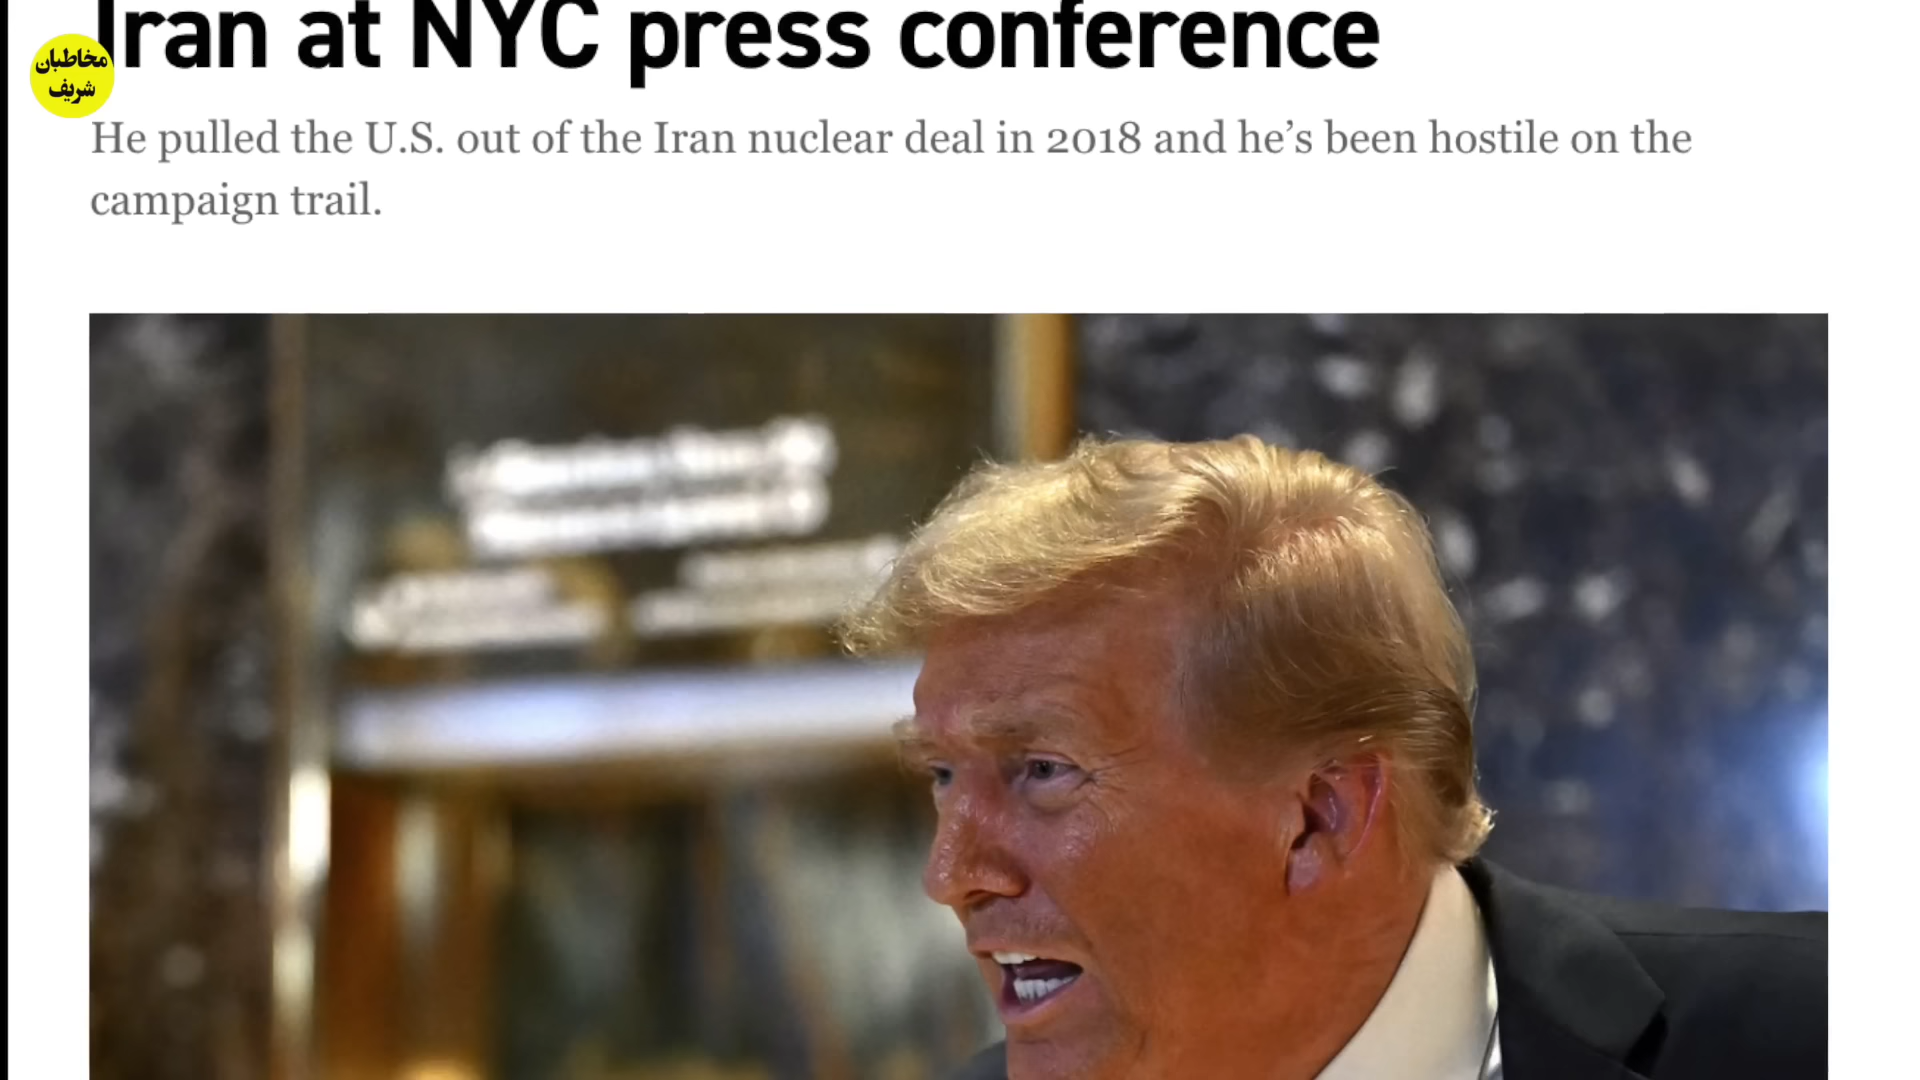 Iran at NYC press conference
مخاطبان
شریف
He pulled the U.S. out of the Iran nuclear deal in 2018 and he’s been hostile on the
campaign trail.